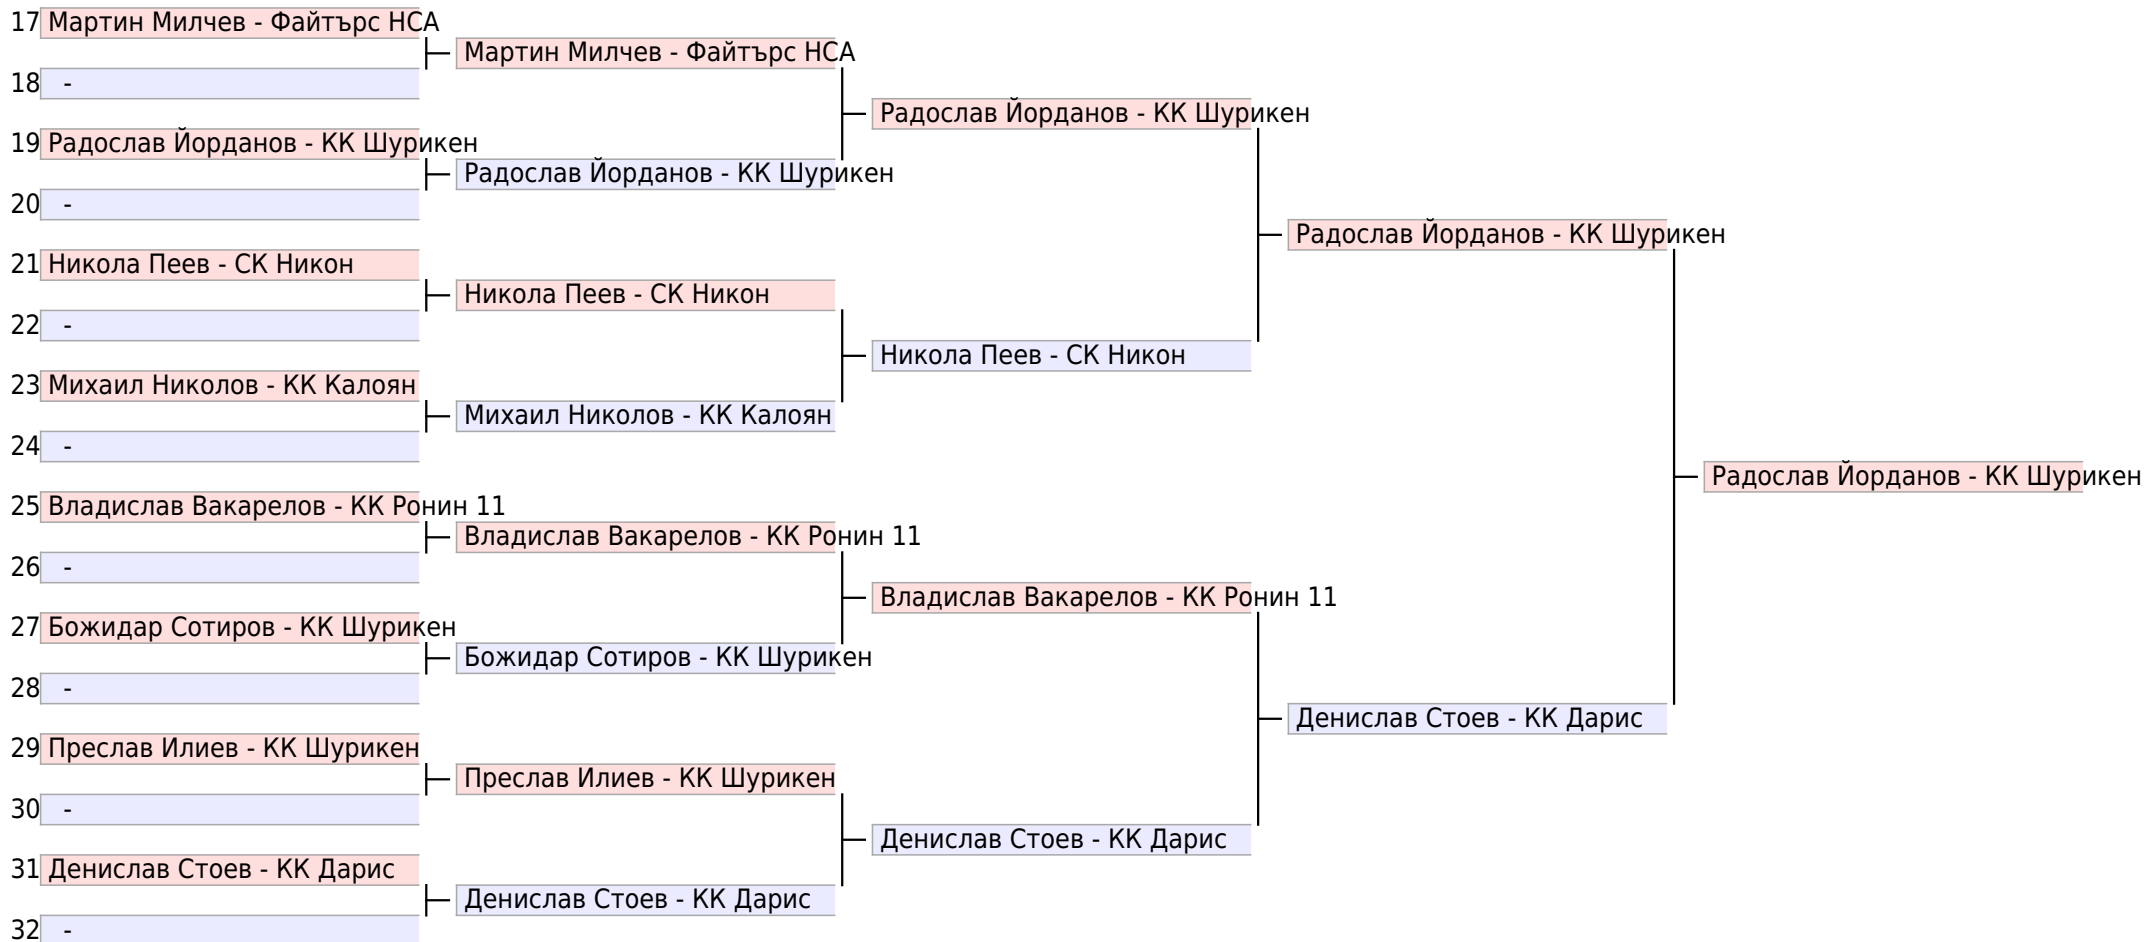 17 Мартин Милчев - Файтърс НСА
Мартин Милчев - Файтърс НСА
18 -
Радослав Йорданов - КК Шурикен
19 Радослав Йорданов - КК Шурикен
Радослав Йорданов - КК Шурикен
20 -
Радослав Йорданов - КК Шурикен
21 Никола Пеев - СК Никон
Никола Пеев - СК Никон
22 -
Никола Пеев - СК Никон
23 Михаил Николов - КК Калоян
Михаил Николов - КК Калоян
24 -
Радослав Йорданов - КК Шурикен
25 Владислав Вакарелов - КК Ронин 11
Владислав Вакарелов - КК Ронин 11
26 -
Владислав Вакарелов - КК Ронин 11
27 Божидар Сотиров - КК Шурикен
Божидар Сотиров - КК Шурикен
28 -
Денислав Стоев - КК Дарис
29 Преслав Илиев - КК Шурикен
Преслав Илиев - КК Шурикен
30 -
Денислав Стоев - КК Дарис
31 Денислав Стоев - КК Дарис
Денислав Стоев - КК Дарис
32 -